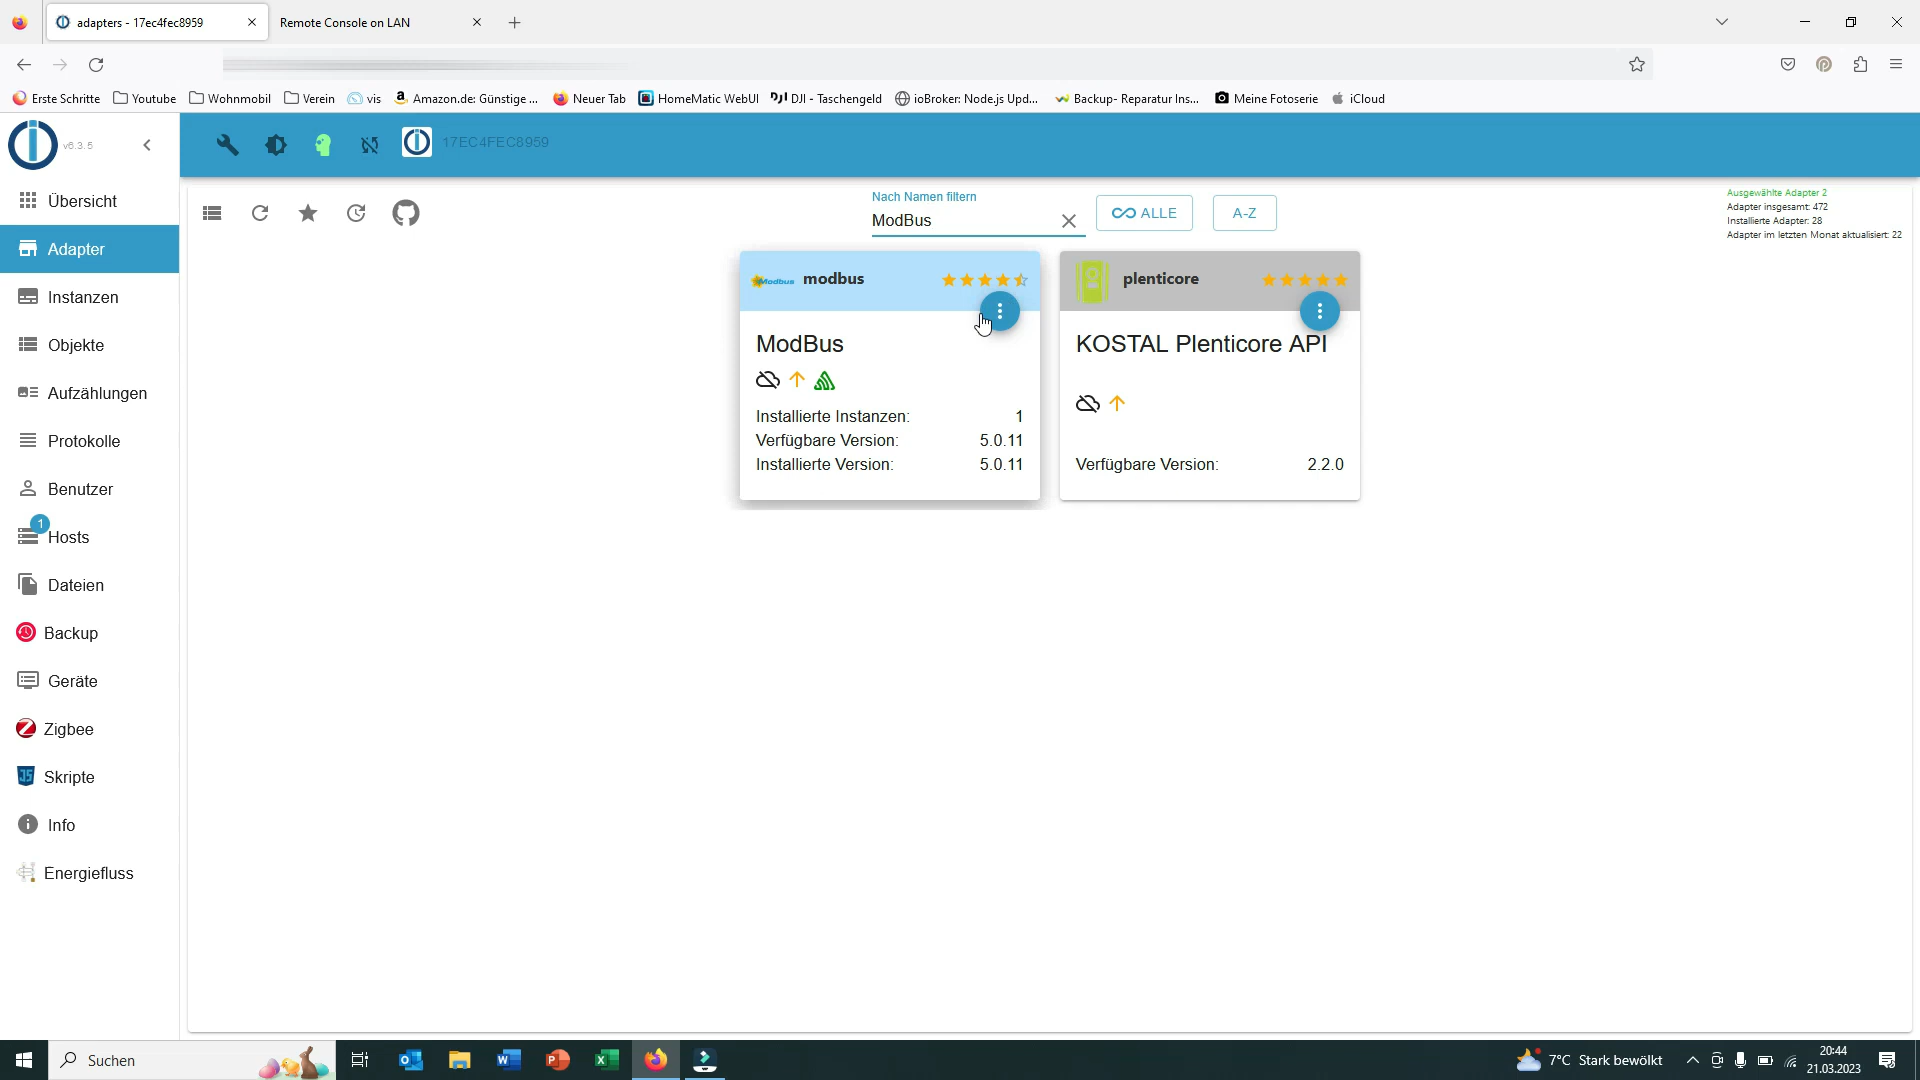 adapters - 17ec4fec8959
Remote Console on LAN
Erste Schritte
Youtube
Wohnmobil
Verein
vis
Amazon.de: Günstige ...
Neuer Tab
HomeMatic WebUI
DJI - Taschengeld
ioBroker: Node.js Upd...
Backup- Reparatur Ins...
Meine Fotoserie
iCloud
v6.3.5
17EC4FEC8959
Übersicht
Adapter
Instanzen
Objekte
Aufzählungen
Protokolle
Benutzer
1
Hosts
Dateien
Backup
Geräte
Zigbee
Skripte
Info
Energiefluss
Nach Namen filtern
ModBus
ALLE
A-Z
Ausgewählte Adapter 2
Adapter insgesamt: 472
Installierte Adapter: 28
Adapter im letzten Monat aktualisiert: 22
Modbus
modbus
ModBus
Installierte Instanzen: 1
Verfügbare Version: 5.0.11
Installierte Version: 5.0.11
plenticore
KOSTAL Plenticore API
Verfügbare Version: 2.2.0
Suchen
7°C Stark bewölkt
20:44
21.03.2023